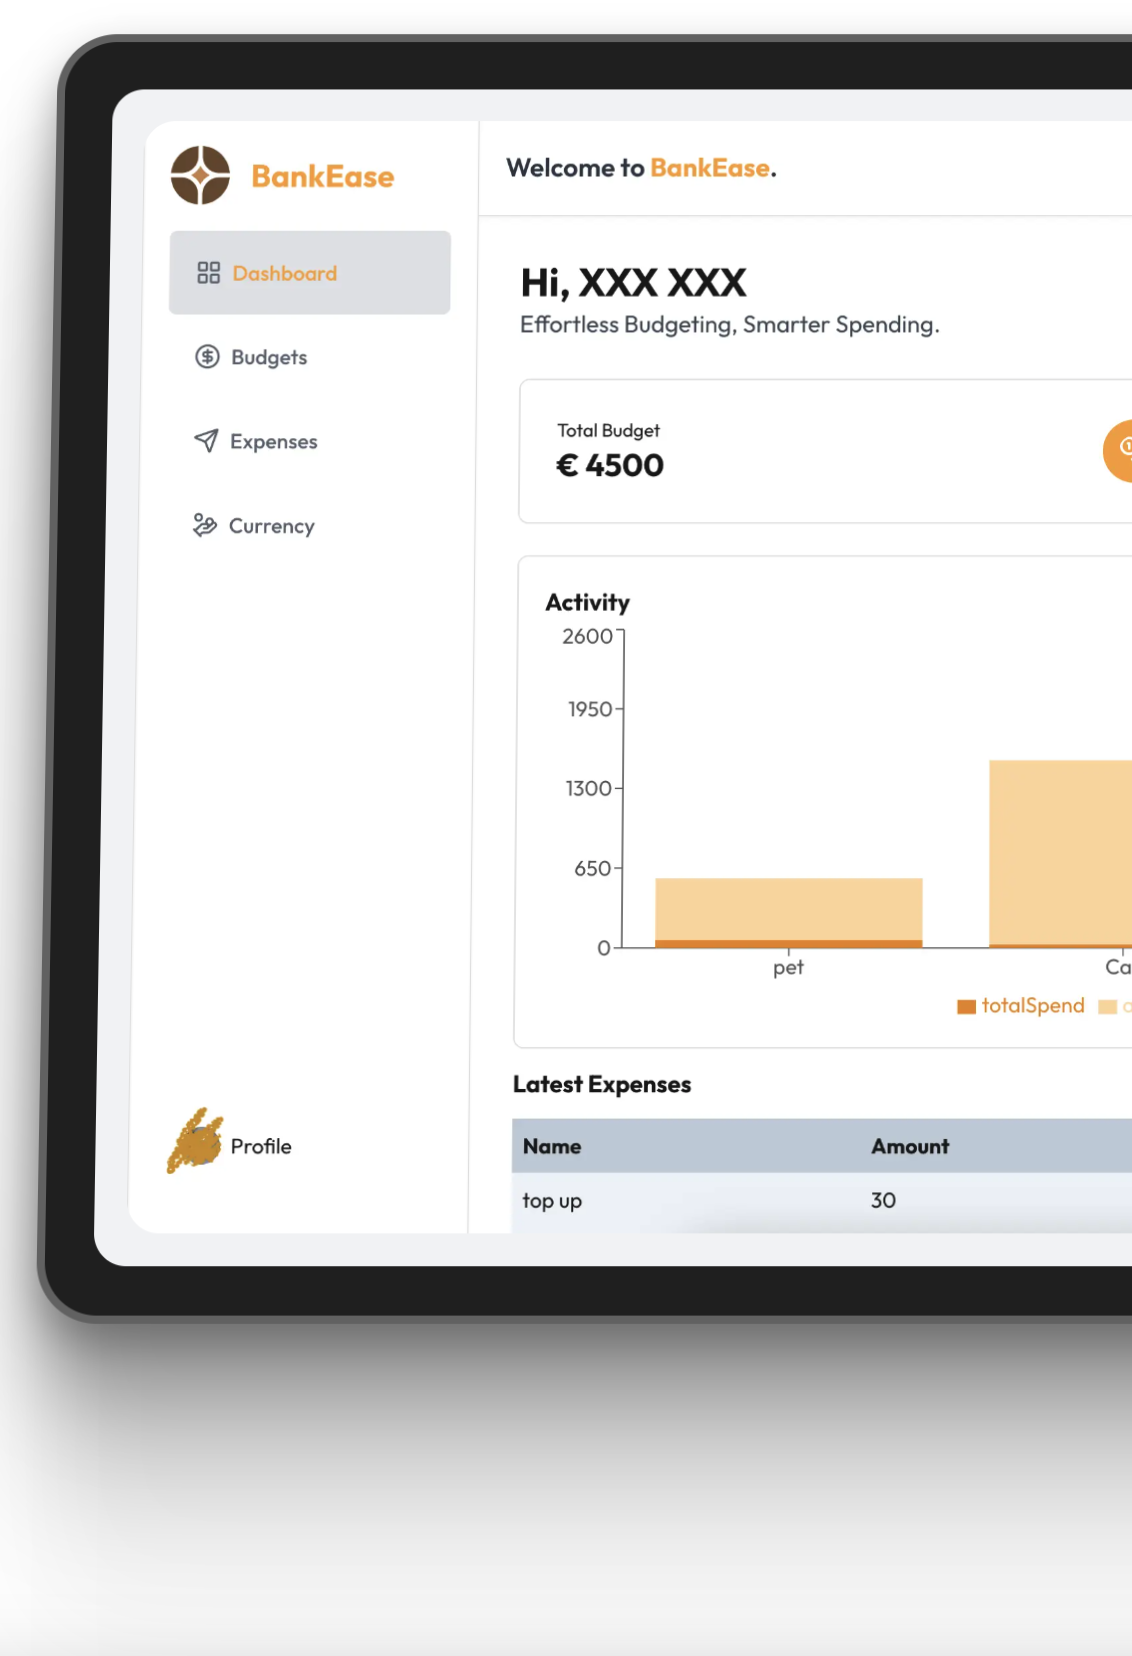 BankEase
Welcome to BankEase.
Dashboard
Budgets
Expenses
Currency
Profile
Hi, XXX XXX
Effortless Budgeting, Smarter Spending.
Total Budget
€ 4500
Activity
2600
1950
1300
650
0
pet
Ca
totalSpend
Latest Expenses
Name Amount
top up 30